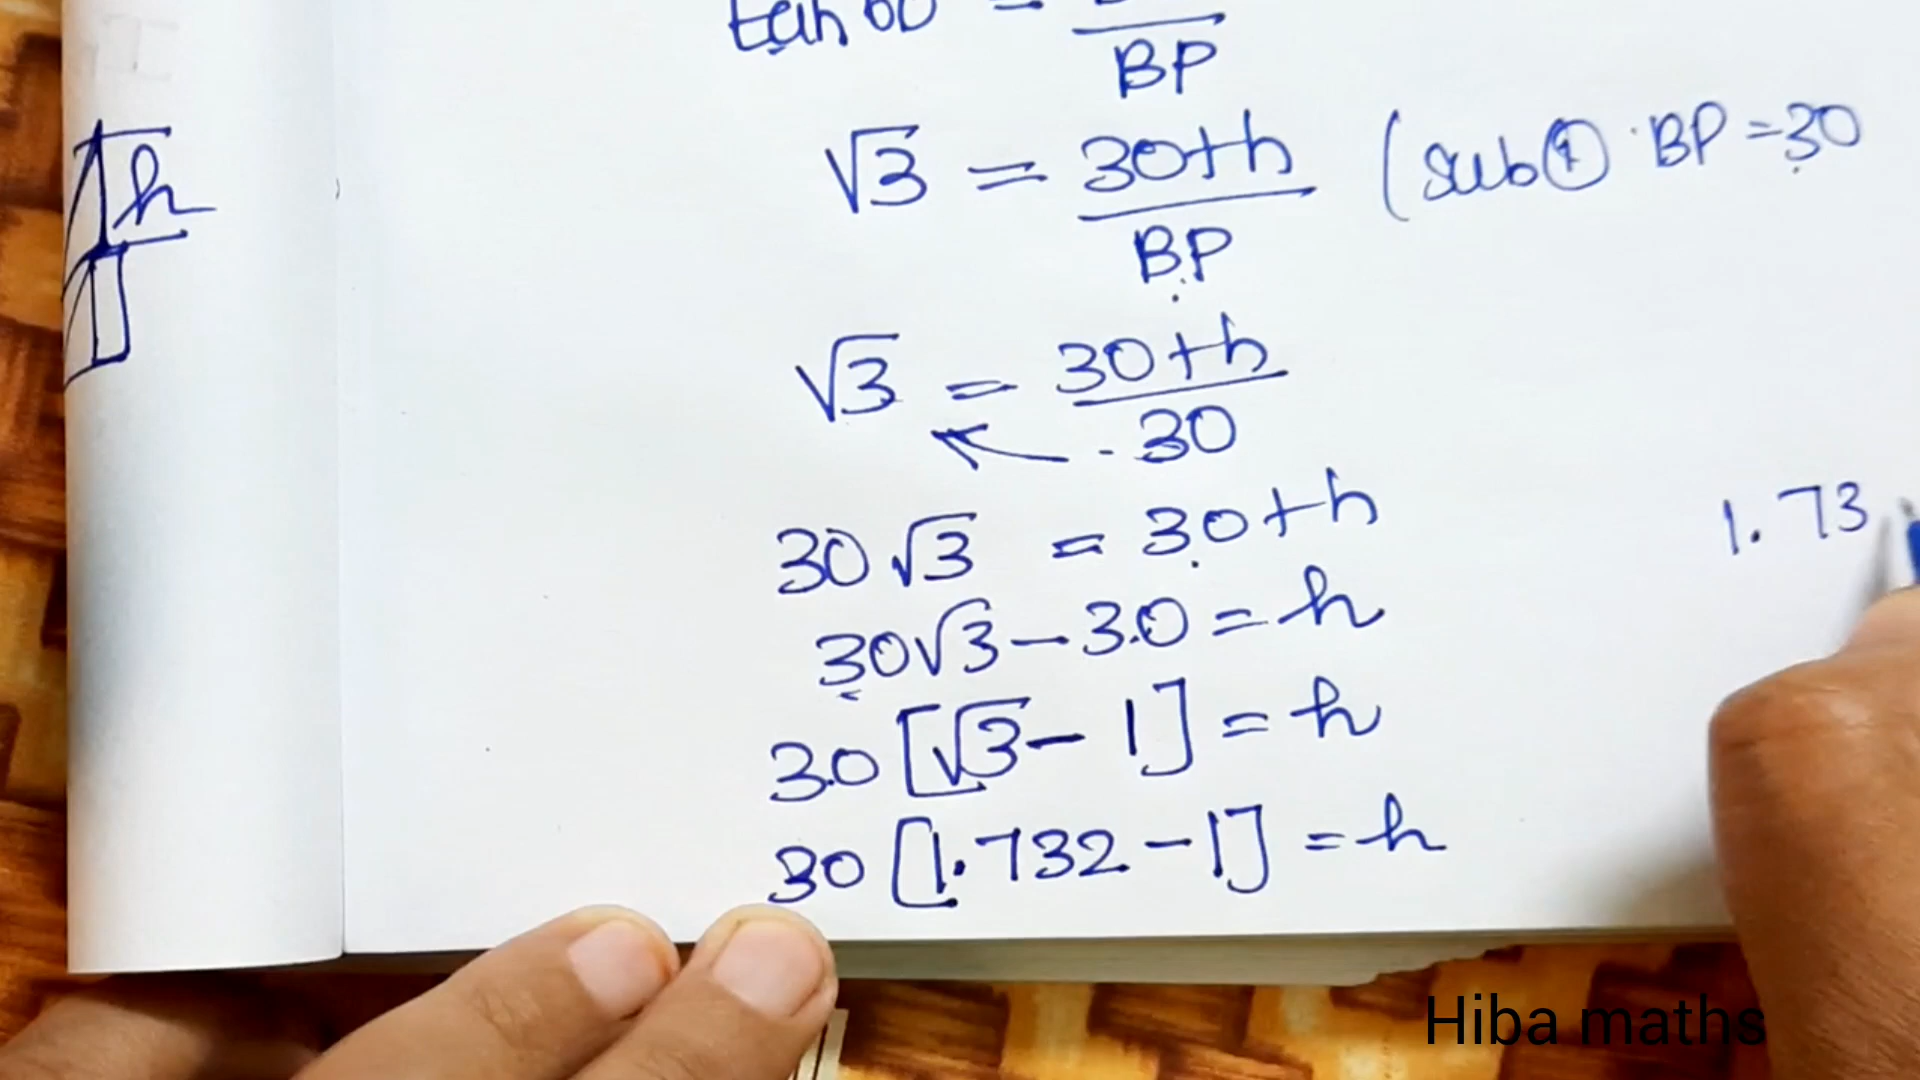 tan 60 =
BP
√3 = 30+h / BP (sub ① BP = 30
h
√3 = 30+h / 30
30√3 = 30+h
1.73
30√3 - 30 = h
30[√3 - 1] = h
30[1.732 - 1] = h
Hiba maths